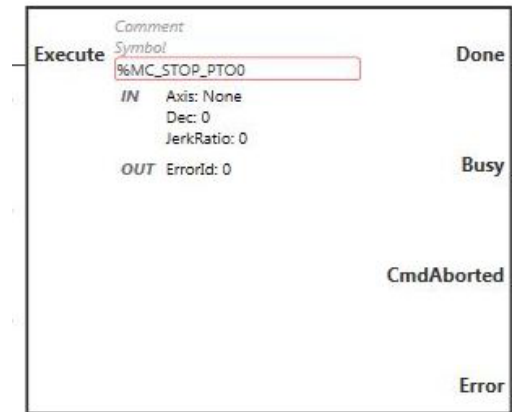 Comment
Execute Symbol Done
%MC_STOP_PTO0
IN Axis: None
Dec: 0
JerkRatio: 0
OUT ErrorId: 0
Busy
CmdAborted
Error